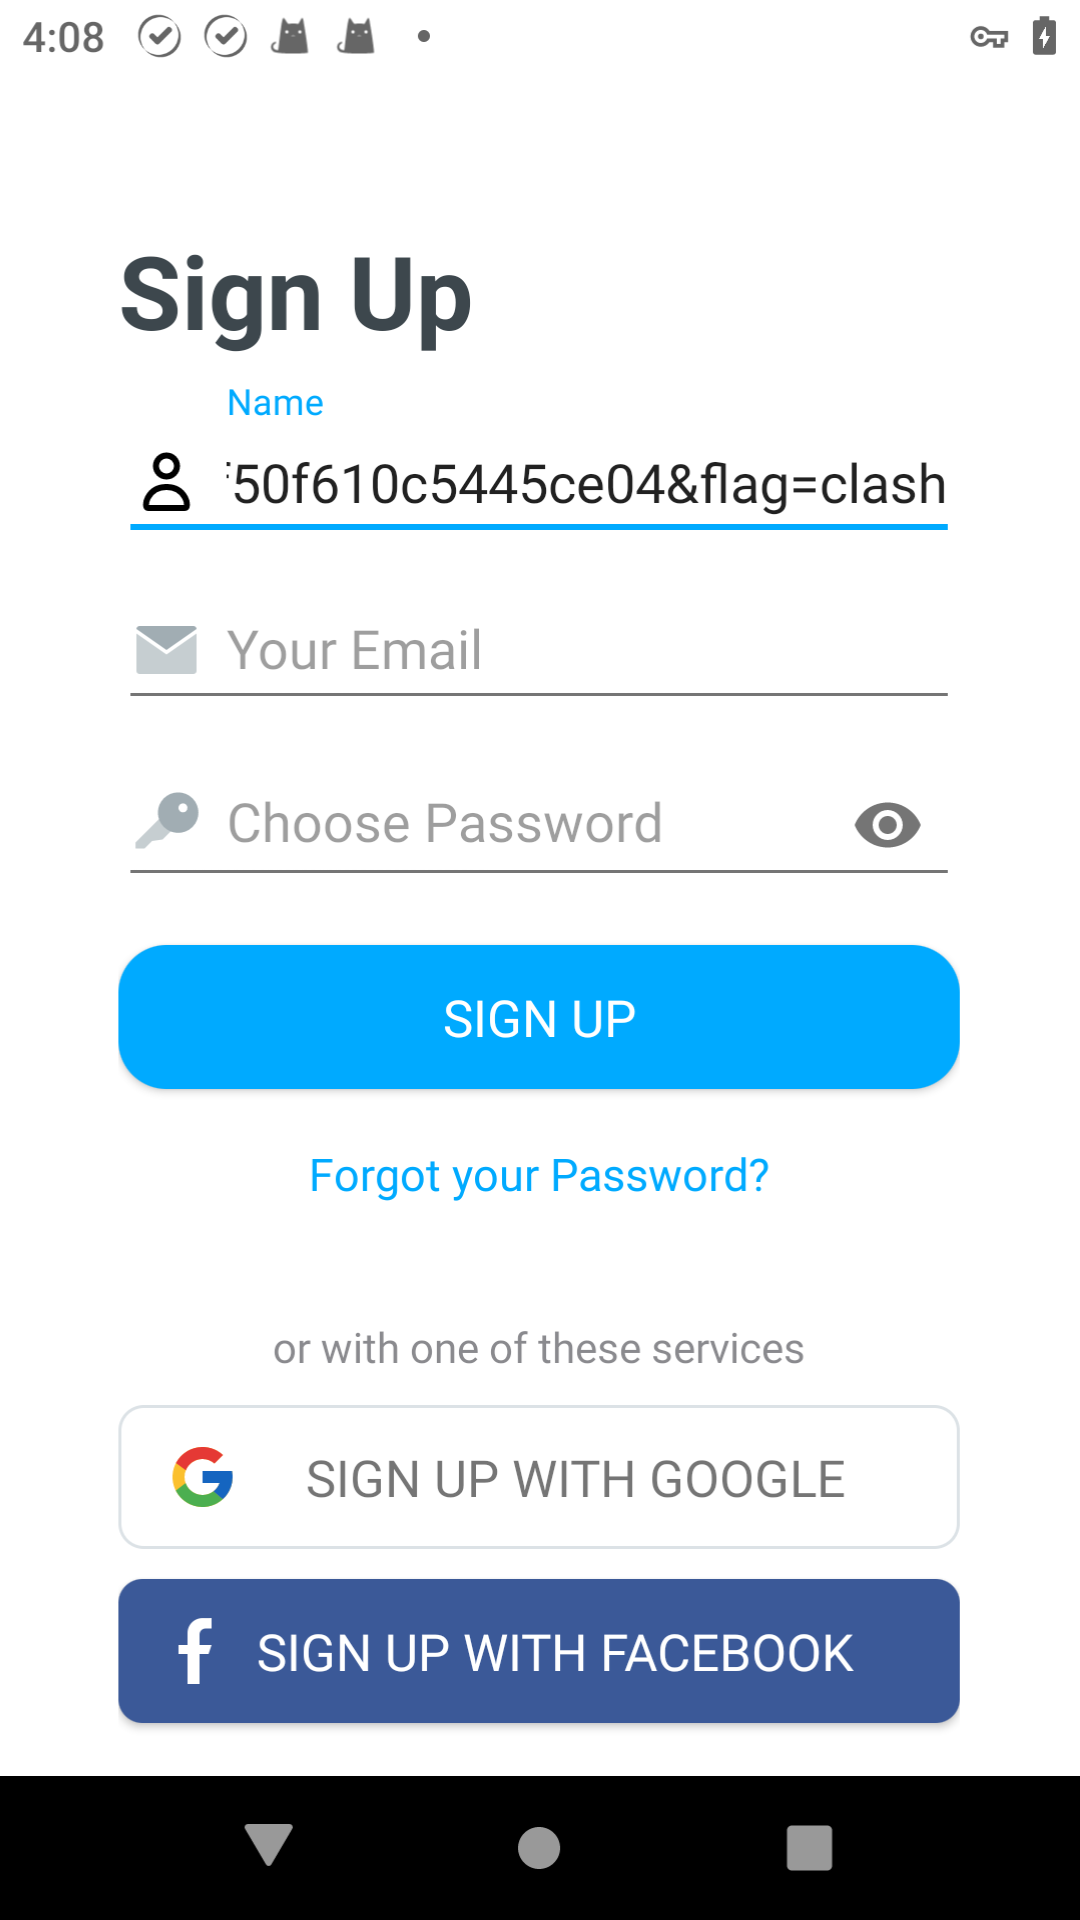 4:08
Sign Up
Name
50f610c5445ce04&flag=clash
Your Email
Choose Password
SIGN UP
Forgot your Password?
or with one of these services
SIGN UP WITH GOOGLE
SIGN UP WITH FACEBOOK